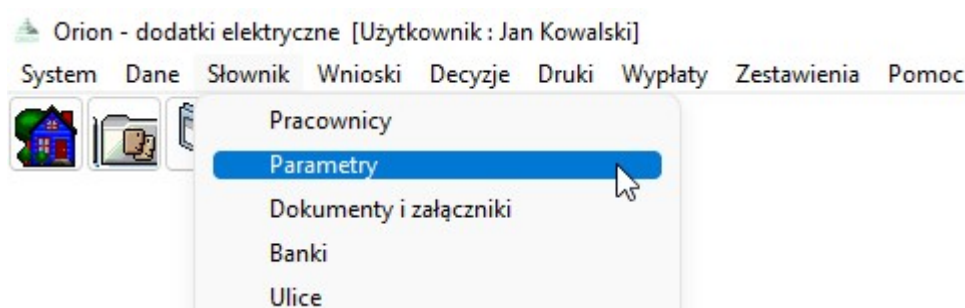 Orion - dodatki elektryczne [Użytkownik : Jan Kowalski]
System Dane Słownik Wnioski Decyzje Druki Wypłaty Zestawienia Pomoc
Pracownicy
Parametry
Dokumenty i załączniki
Banki
Ulice